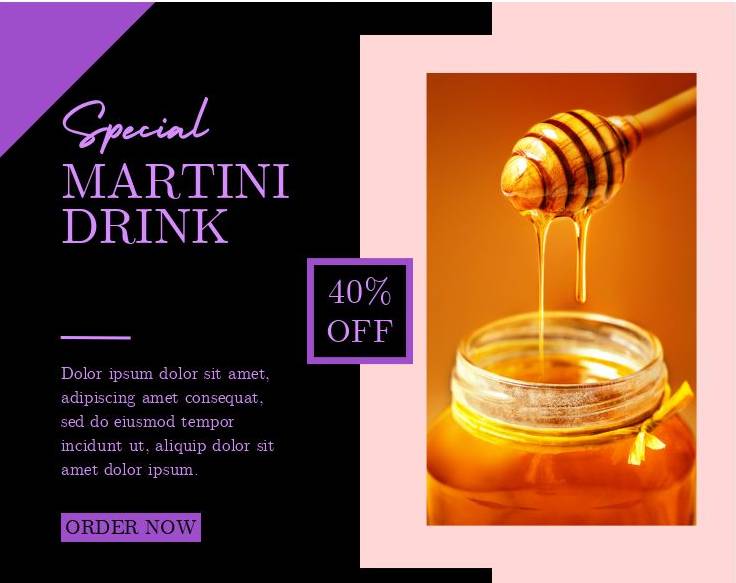 Special
MARTINI
DRINK
40%
OFF
Dolor ipsum dolor sit amet,
adipiscing amet consequat,
sed do eiusmod tempor
incidunt ut, aliquip dolor sit
amet dolor ipsum.
ORDER NOW